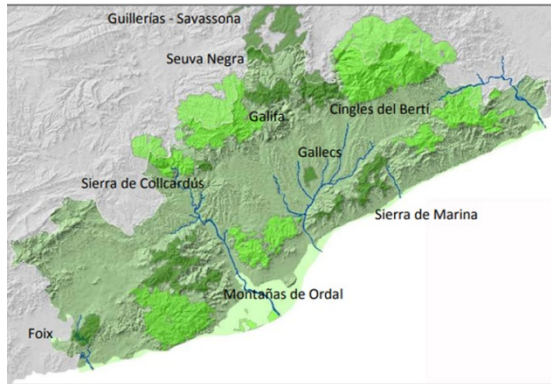 Guillerías - Savassona
Seuva Negra
Galifa
Cingles del Bertí
Gallecs
Sierra de Collcardús
Sierra de Marina
Montañas de Ordal
Foix